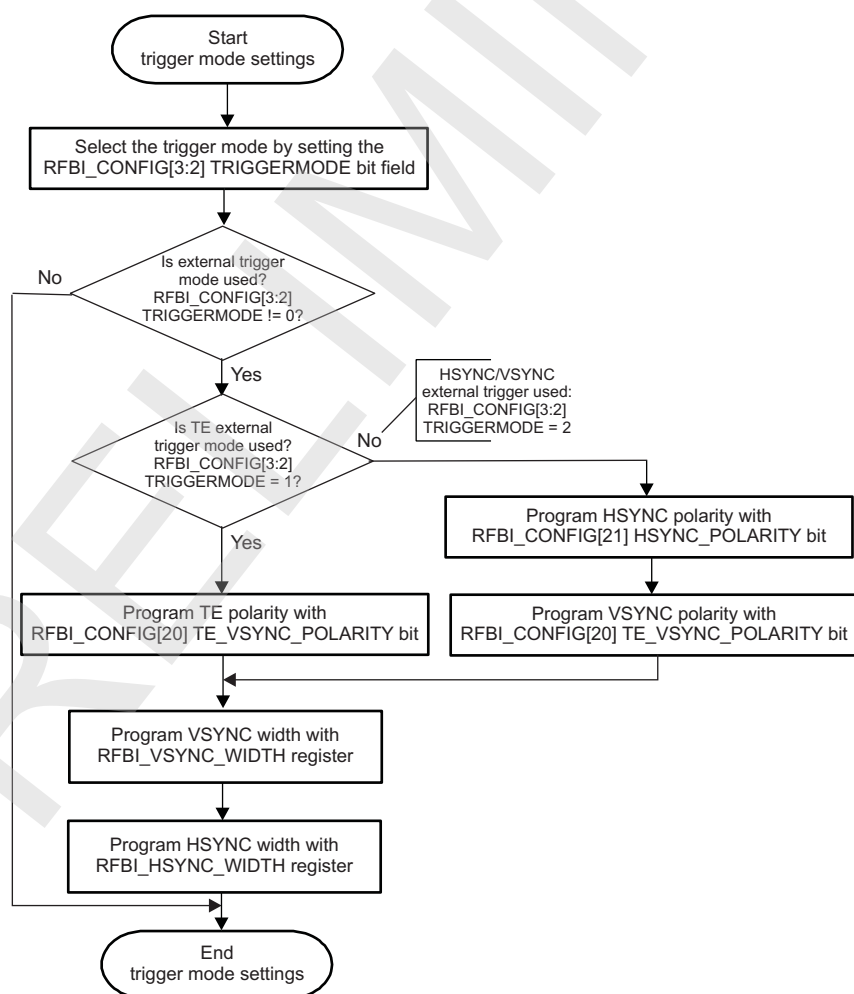 Start
trigger mode settings
Select the trigger mode by setting the
RFBI_CONFIG[3:2] TRIGGERMODE bit field
Is external trigger
mode used?
RFBI_CONFIG[3:2]
TRIGGERMODE != 0?
No
Yes
HSYNC/VSYNC
external trigger used:
RFBI_CONFIG[3:2]
TRIGGERMODE = 2
Is TE external
trigger mode used?
RFBI_CONFIG[3:2]
TRIGGERMODE = 1?
No
Yes
Program HSYNC polarity with
RFBI_CONFIG[21] HSYNC_POLARITY bit
Program TE polarity with
RFBI_CONFIG[20] TE_VSYNC_POLARITY bit
Program VSYNC polarity with
RFBI_CONFIG[20] TE_VSYNC_POLARITY bit
Program VSYNC width with
RFBI_VSYNC_WIDTH register
Program HSYNC width with
RFBI_HSYNC_WIDTH register
End
trigger mode settings